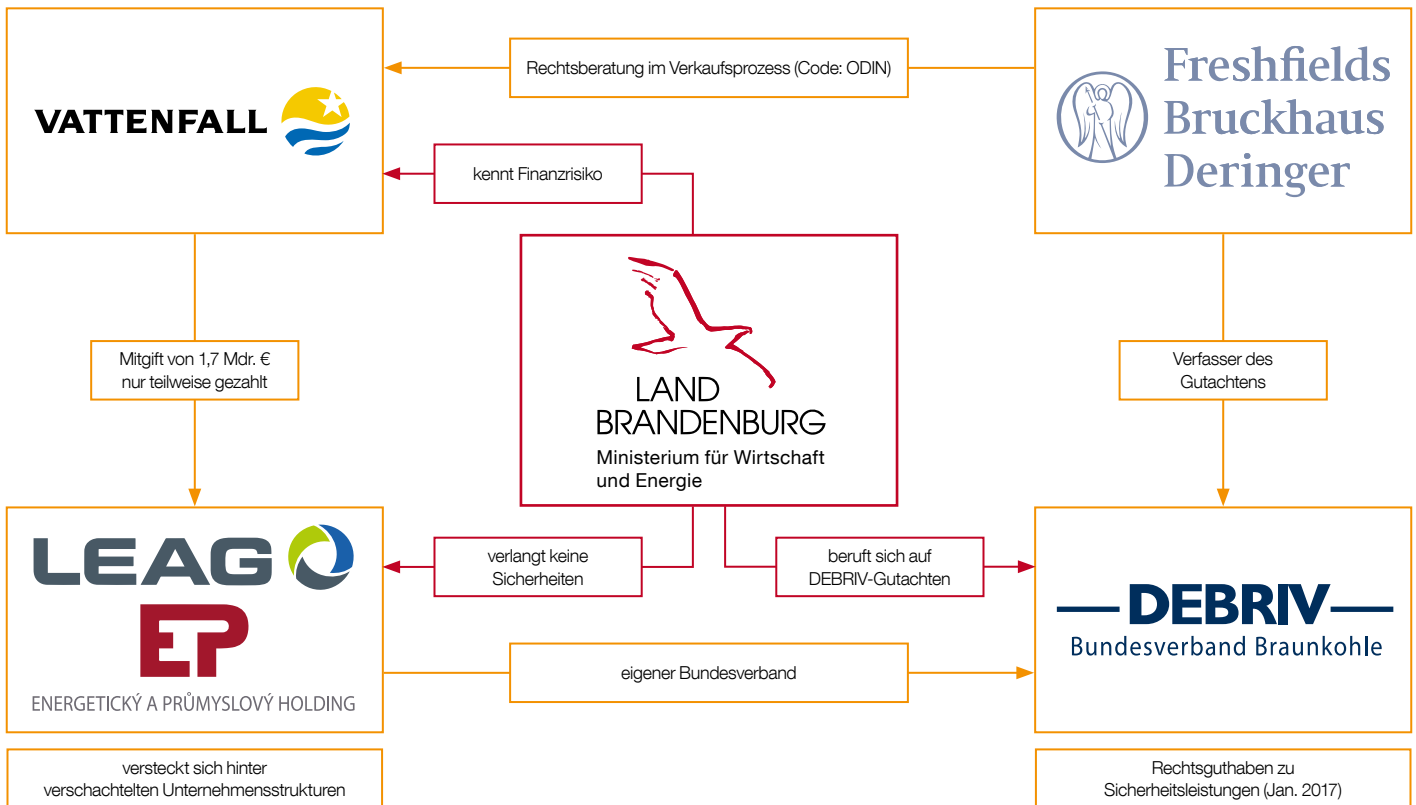 Rechtsberatung im Verkaufsprozess (Code: ODIN)
VATTENFALL
Freshfields
Bruckhaus
Deringer
kennt Finanzrisiko
Mitgift von 1,7 Mdr. €
nur teilweise gezahlt
LAND
BRANDENBURG
Ministerium für Wirtschaft
und Energie
Verfasser des
Gutachtens
LEAG
EP
ENERGETICKÝ A PRŮMYSLOVÝ HOLDING
verlangt keine
Sicherheiten
beruft sich auf
DEBRIV-Gutachten
DEBRIV
Bundesverband Braunkohle
eigener Bundesverband
versteckt sich hinter
verschachtelten Unternehmensstrukturen
Rechtsguthaben zu
Sicherheitsleistungen (Jan. 2017)